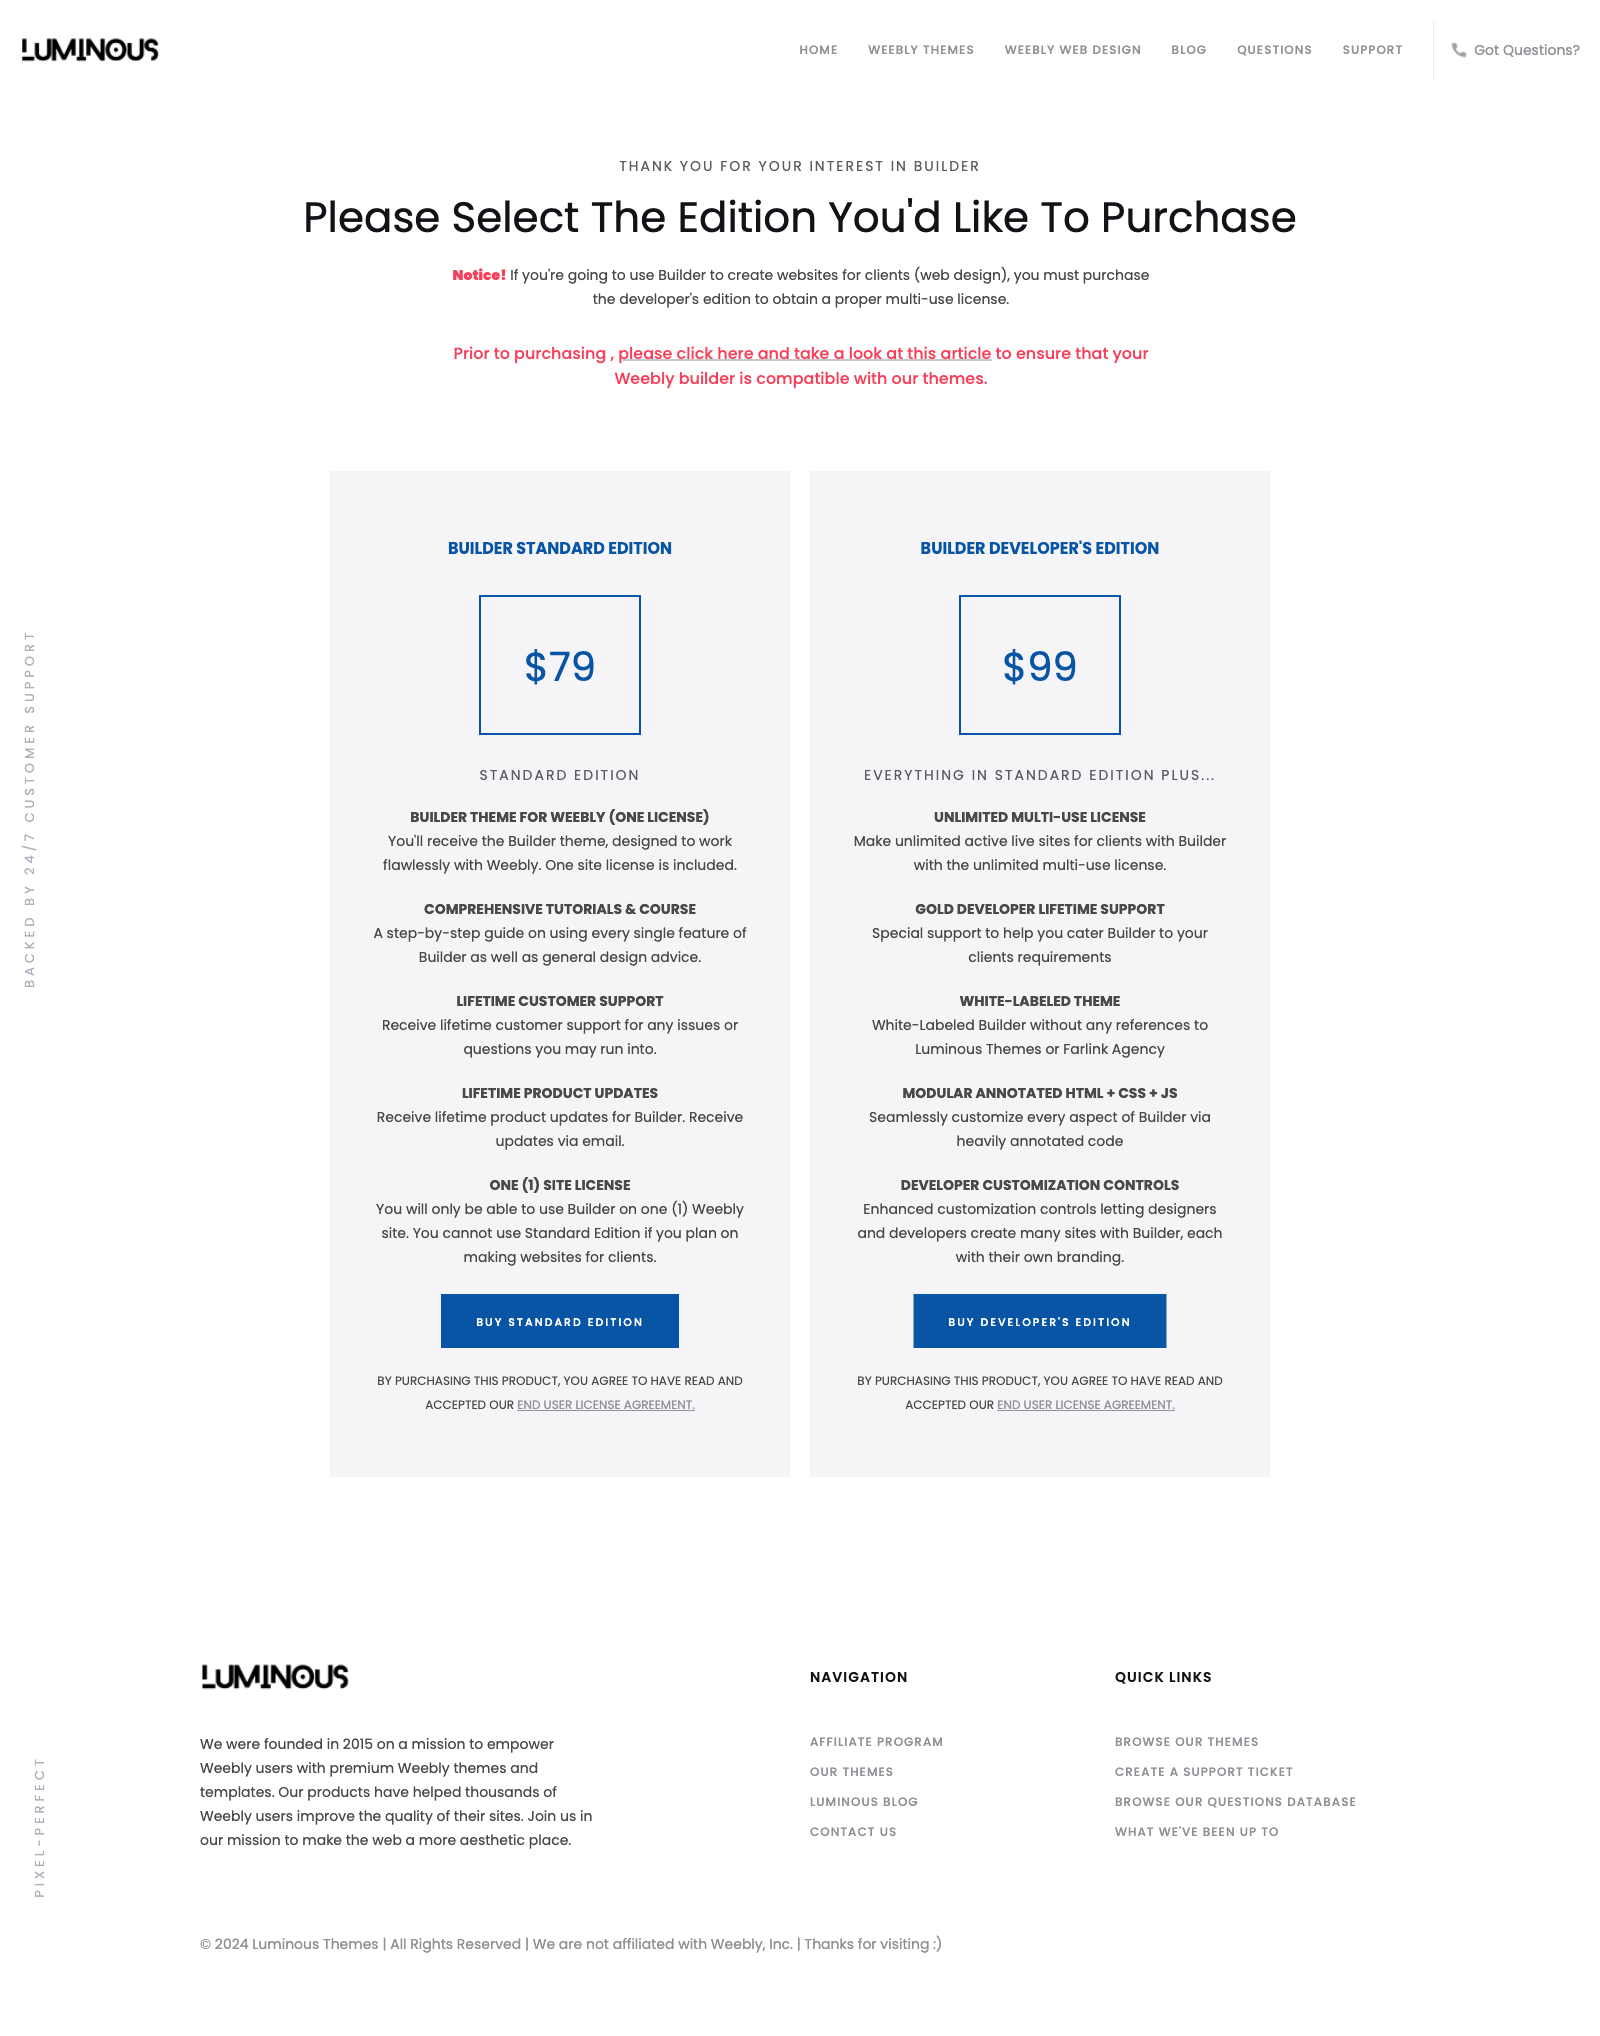 LUMINOUS
HOME WEEBLY THEMES WEEBLY WEB DESIGN BLOG QUESTIONS SUPPORT Got Questions?
THANK YOU FOR YOUR INTEREST IN BUILDER
Please Select The Edition You'd Like To Purchase
Notice! If you're going to use Builder to create websites for clients (web design), you must purchase
the developer's edition to obtain a proper multi-use license.
Prior to purchasing , please click here and take a look at this article to ensure that your
Weebly builder is compatible with our themes.
BACKED BY 24/7 CUSTOMER SUPPORT
BUILDER STANDARD EDITION
$79
STANDARD EDITION
BUILDER THEME FOR WEEBLY (ONE LICENSE)
You'll receive the Builder theme, designed to work
flawlessly with Weebly. One site license is included.
COMPREHENSIVE TUTORIALS & COURSE
A step-by-step guide on using every single feature of
Builder as well as general design advice.
LIFETIME CUSTOMER SUPPORT
Receive lifetime customer support for any issues or
questions you may run into.
LIFETIME PRODUCT UPDATES
Receive lifetime product updates for Builder. Receive
updates via email.
ONE (1) SITE LICENSE
You will only be able to use Builder on one (1) Weebly
site. You cannot use Standard Edition if you plan on
making websites for clients.
BUY STANDARD EDITION
BY PURCHASING THIS PRODUCT, YOU AGREE TO HAVE READ AND
ACCEPTED OUR END USER LICENSE AGREEMENT.
BUILDER DEVELOPER'S EDITION
$99
EVERYTHING IN STANDARD EDITION PLUS...
UNLIMITED MULTI-USE LICENSE
Make unlimited active live sites for clients with Builder
with the unlimited multi-use license.
GOLD DEVELOPER LIFETIME SUPPORT
Special support to help you cater Builder to your
clients requirements
WHITE-LABELED THEME
White-Labeled Builder without any references to
Luminous Themes or Farlink Agency
MODULAR ANNOTATED HTML + CSS + JS
Seamlessly customize every aspect of Builder via
heavily annotated code
DEVELOPER CUSTOMIZATION CONTROLS
Enhanced customization controls letting designers
and developers create many sites with Builder, each
with their own branding.
BUY DEVELOPER'S EDITION
BY PURCHASING THIS PRODUCT, YOU AGREE TO HAVE READ AND
ACCEPTED OUR END USER LICENSE AGREEMENT.
PIXEL-PERFECT
LUMINOUS
We were founded in 2015 on a mission to empower
Weebly users with premium Weebly themes and
templates. Our products have helped thousands of
Weebly users improve the quality of their sites. Join us in
our mission to make the web a more aesthetic place.
NAVIGATION
AFFILIATE PROGRAM
OUR THEMES
LUMINOUS BLOG
CONTACT US
QUICK LINKS
BROWSE OUR THEMES
CREATE A SUPPORT TICKET
BROWSE OUR QUESTIONS DATABASE
WHAT WE'VE BEEN UP TO
© 2024 Luminous Themes | All Rights Reserved | We are not affiliated with Weebly, Inc. | Thanks for visiting :)